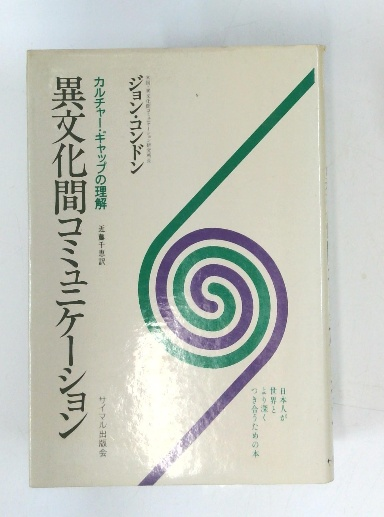 異文化間コミュニケーション
カルチャー・ギャップの理解
ジョン・コンドン
近藤千恵訳
サイマル出版会
日本人が
世界と
より深く
つき合うための本